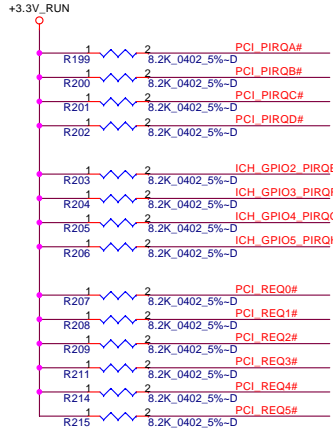 +3.3V_RUN
1 2 PCI_PIRQA#
R199 8.2K_0402_5%~D
1 2 PCI_PIRQB#
R200 8.2K_0402_5%~D
1 2 PCI_PIRQC#
R201 8.2K_0402_5%~D
1 2 PCI_PIRQD#
R202 8.2K_0402_5%~D
1 2 ICH_GPIO2_PIRQE
R203 8.2K_0402_5%~D
1 2 ICH_GPIO3_PIRQF
R204 8.2K_0402_5%~D
1 2 ICH_GPIO4_PIRQG
R205 8.2K_0402_5%~D
1 2 ICH_GPIO5_PIRQH
R206 8.2K_0402_5%~D
1 2 PCI_REQ0#
R207 8.2K_0402_5%~D
1 2 PCI_REQ1#
R208 8.2K_0402_5%~D
1 2 PCI_REQ2#
R209 8.2K_0402_5%~D
1 2 PCI_REQ3#
R211 8.2K_0402_5%~D
1 2 PCI_REQ4#
R214 8.2K_0402_5%~D
1 2 PCI_REQ5#
R215 8.2K_0402_5%~D